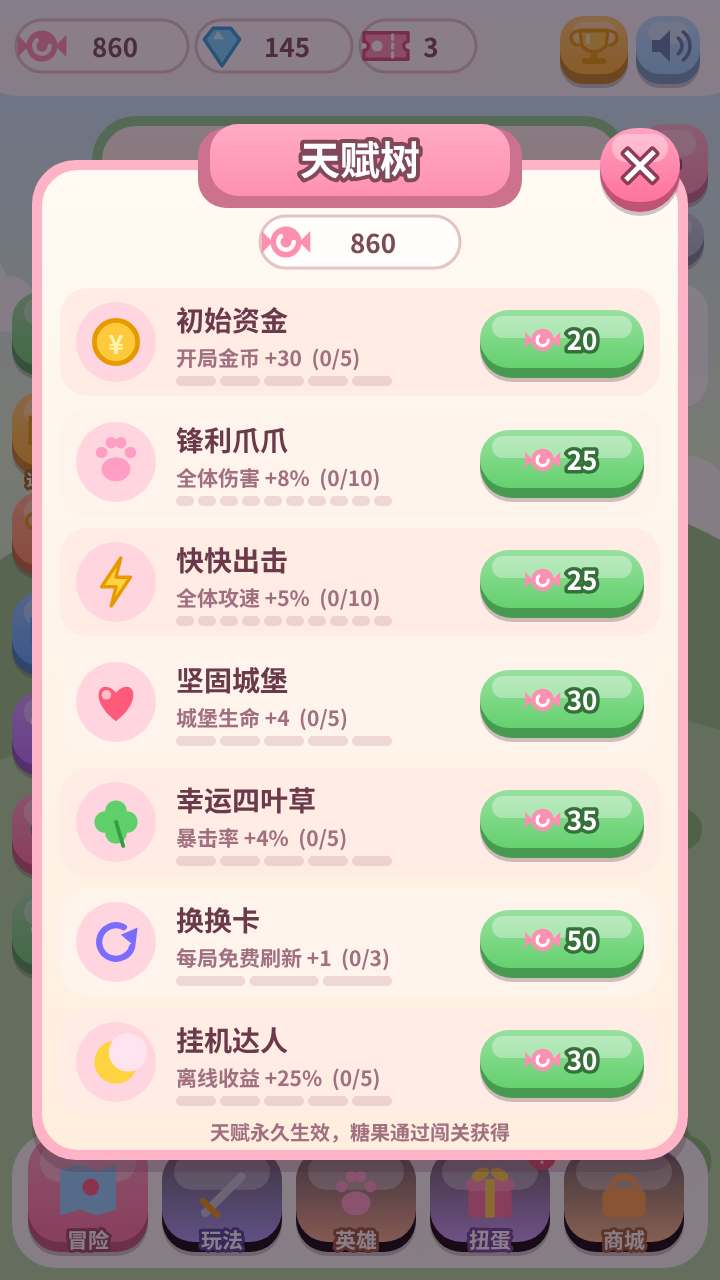 860
145
3
天赋树
860
初始资金
开局金币 +30 (0/5)
20
锋利爪爪
全体伤害 +8% (0/10)
25
快快出击
全体攻速 +5% (0/10)
25
坚固城堡
城堡生命 +4 (0/5)
30
幸运四叶草
暴击率 +4% (0/5)
35
换换卡
每局免费刷新 +1 (0/3)
50
挂机达人
离线收益 +25% (0/5)
30
天赋永久生效，糖果通过闯关获得
冒险
玩法
英雄
扭蛋
商城